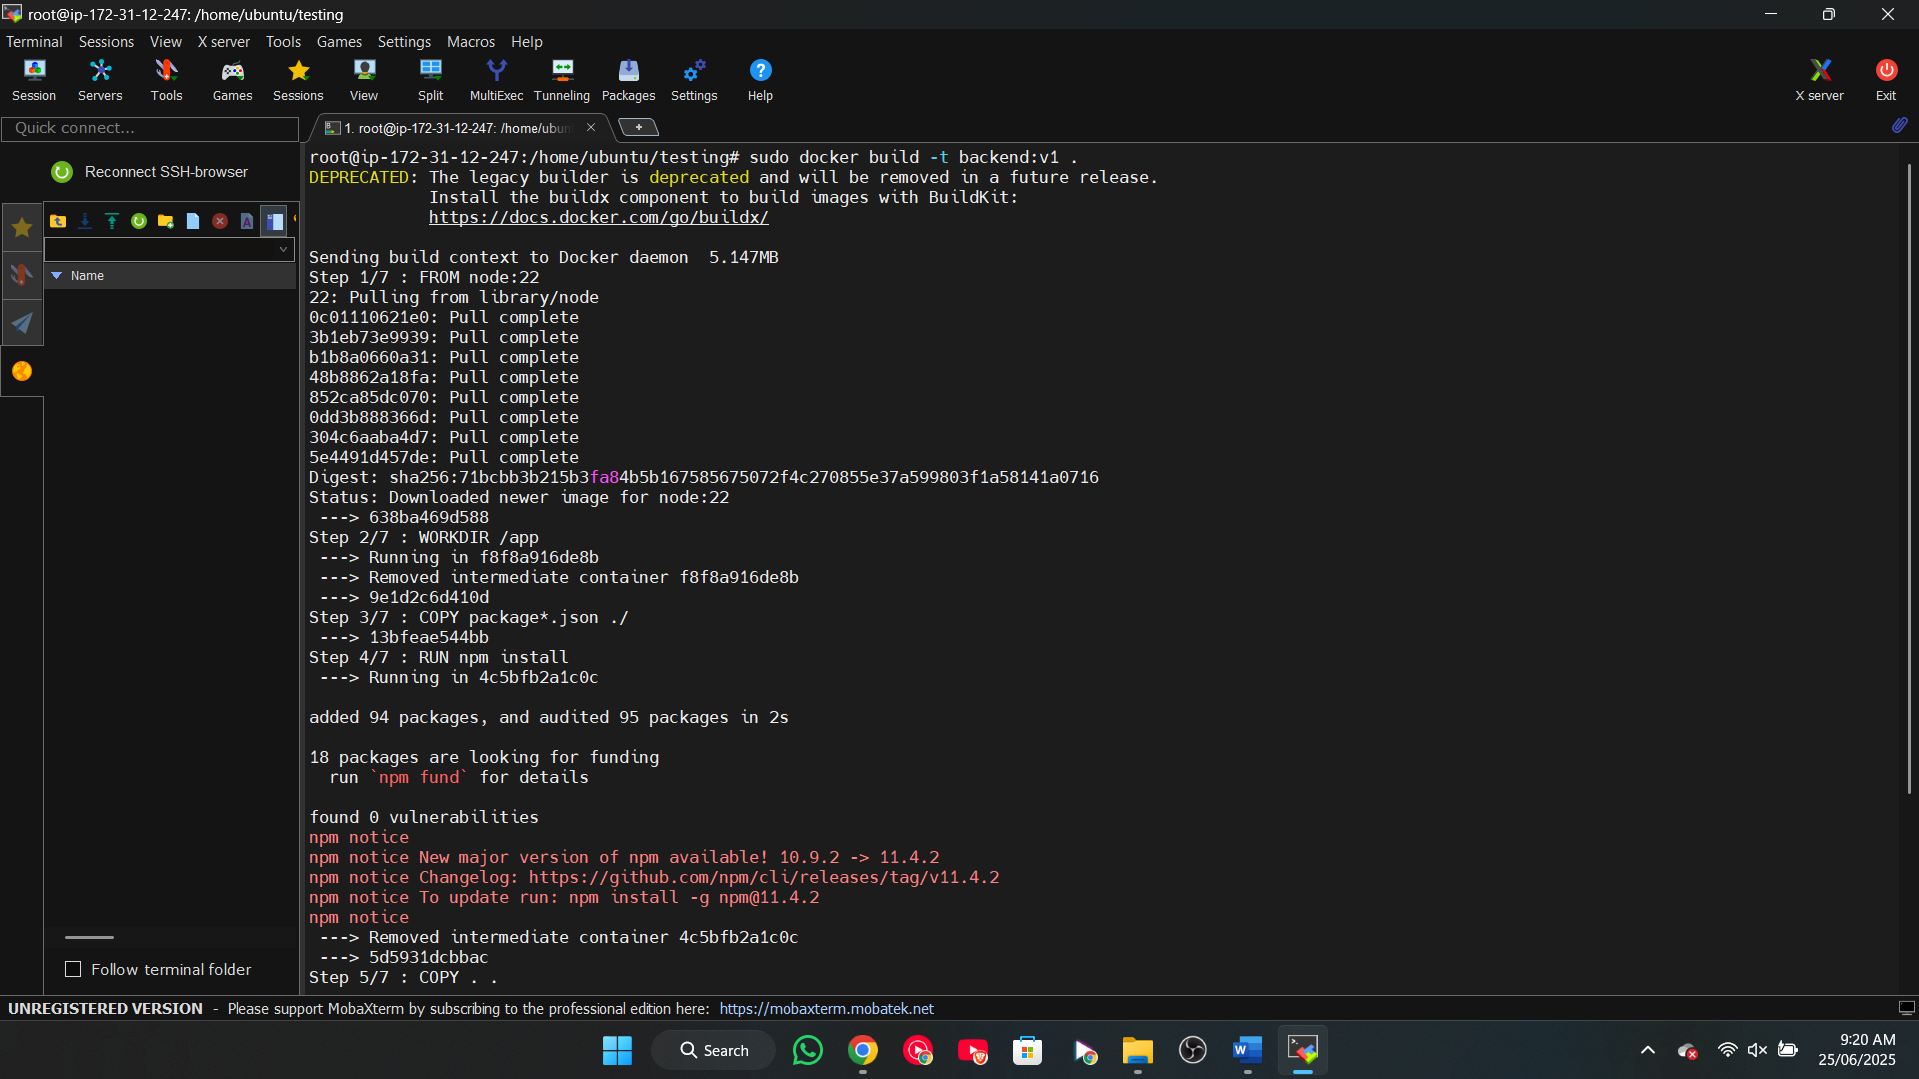 root@ip-172-31-12-247: /home/ubuntu/testing
Terminal Sessions View X server Tools Games Settings Macros Help
Session Servers Tools Games Sessions View Split MultiExec Tunneling Packages Settings Help X server Exit
Quick connect...
1. root@ip-172-31-12-247: /home/ubun
Reconnect SSH-browser
Name
root@ip-172-31-12-247:/home/ubuntu/testing# sudo docker build -t backend:v1 .
DEPRECATED: The legacy builder is deprecated and will be removed in a future release.
Install the buildx component to build images with BuildKit:
https://docs.docker.com/go/buildx/
Sending build context to Docker daemon 5.147MB
Step 1/7 : FROM node:22
22: Pulling from library/node
0c01110621e0: Pull complete
3b1eb73e9939: Pull complete
b1b8a0660a31: Pull complete
48b8862a18fa: Pull complete
852ca85dc070: Pull complete
0dd3b888366d: Pull complete
304c6aaba4d7: Pull complete
5e4491d457de: Pull complete
Digest: sha256:71bcbb3b215b3fa84b5b167585675072f4c270855e37a599803f1a58141a0716
Status: Downloaded newer image for node:22
---> 638ba469d588
Step 2/7 : WORKDIR /app
---> Running in f8f8a916de8b
---> Removed intermediate container f8f8a916de8b
---> 9e1d2c6d410d
Step 3/7 : COPY package*.json ./
---> 13bfeae544bb
Step 4/7 : RUN npm install
---> Running in 4c5bfb2a1c0c
added 94 packages, and audited 95 packages in 2s
18 packages are looking for funding
run `npm fund` for details
found 0 vulnerabilities
npm notice
npm notice New major version of npm available! 10.9.2 -> 11.4.2
npm notice Changelog: https://github.com/npm/cli/releases/tag/v11.4.2
npm notice To update run: npm install -g npm@11.4.2
npm notice
---> Removed intermediate container 4c5bfb2a1c0c
---> 5d5931dcbbac
Step 5/7 : COPY . .
Follow terminal folder
UNREGISTERED VERSION - Please support MobaXterm by subscribing to the professional edition here: https://mobaxterm.mobatek.net
Search
9:20 AM
25/06/2025